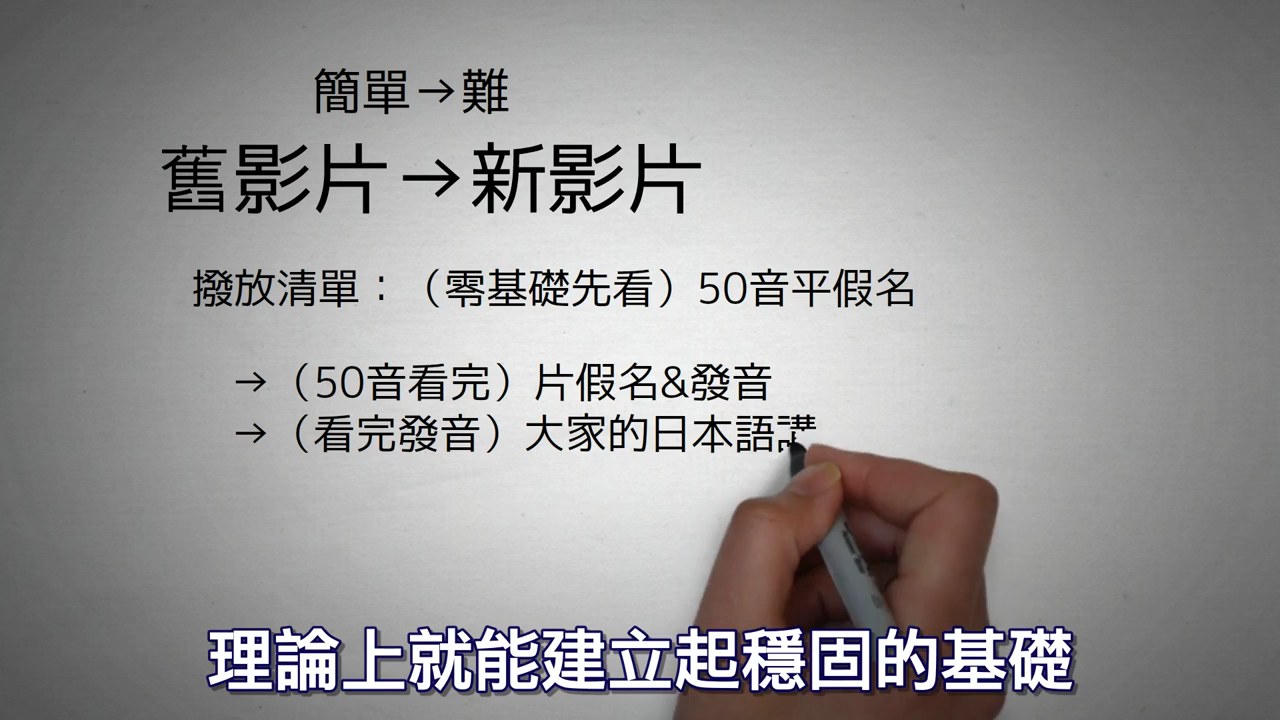 簡單→難
舊影片→新影片
撥放清單：（零基礎先看）50音平假名
→（50音看完）片假名&發音
→（看完發音）大家的日本語
理論上就能建立起穩固的基礎